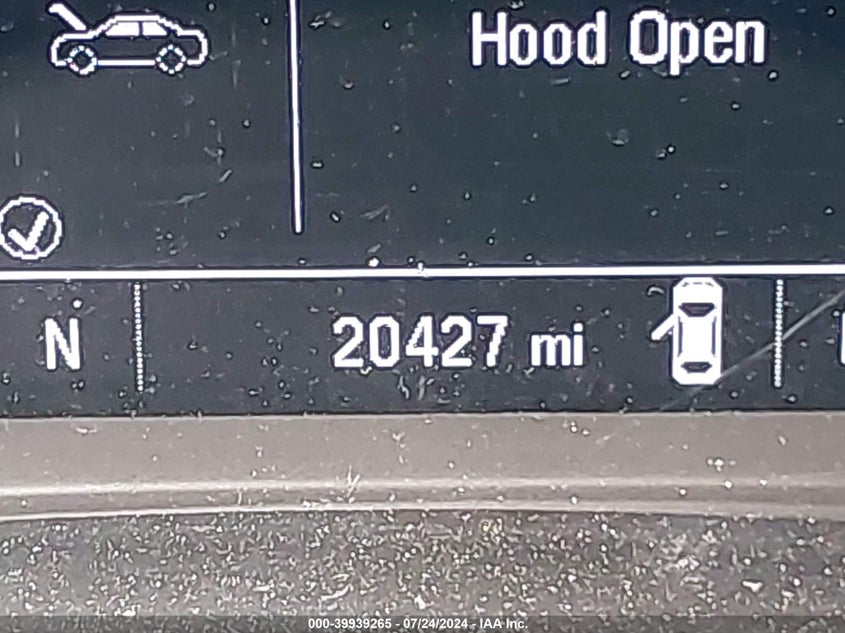 Hood Open
N 20427 mi
000-39939265 - 07/24/2024 - IAA Inc.